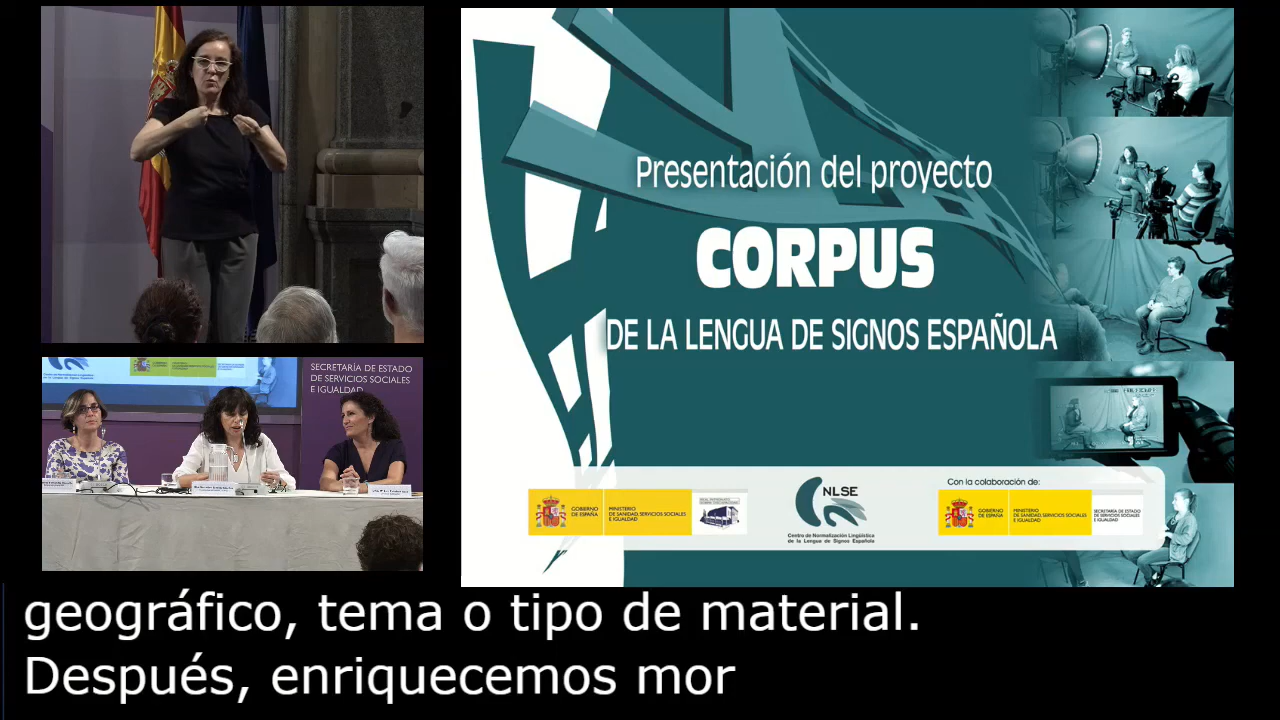 SECRETARÍA DE ESTADO
DE SERVICIOS SOCIALES
E IGUALDAD
Presentación del proyecto
CORPUS
DE LA LENGUA DE SIGNOS ESPAÑOLA
GOBIERNO
DE ESPAÑA
MINISTERIO
DE SANIDAD, SERVICIOS SOCIALES
E IGUALDAD
CNLSE
Centro de Normalización Lingüística
de la Lengua de Signos Española
Con la colaboración de:
GOBIERNO
DE ESPAÑA
MINISTERIO
DE SANIDAD, SERVICIOS SOCIALES
E IGUALDAD
SECRETARÍA DE ESTADO
DE SERVICIOS SOCIALES
E IGUALDAD
geográfico, tema o tipo de material.
Después, enriquecemos mor